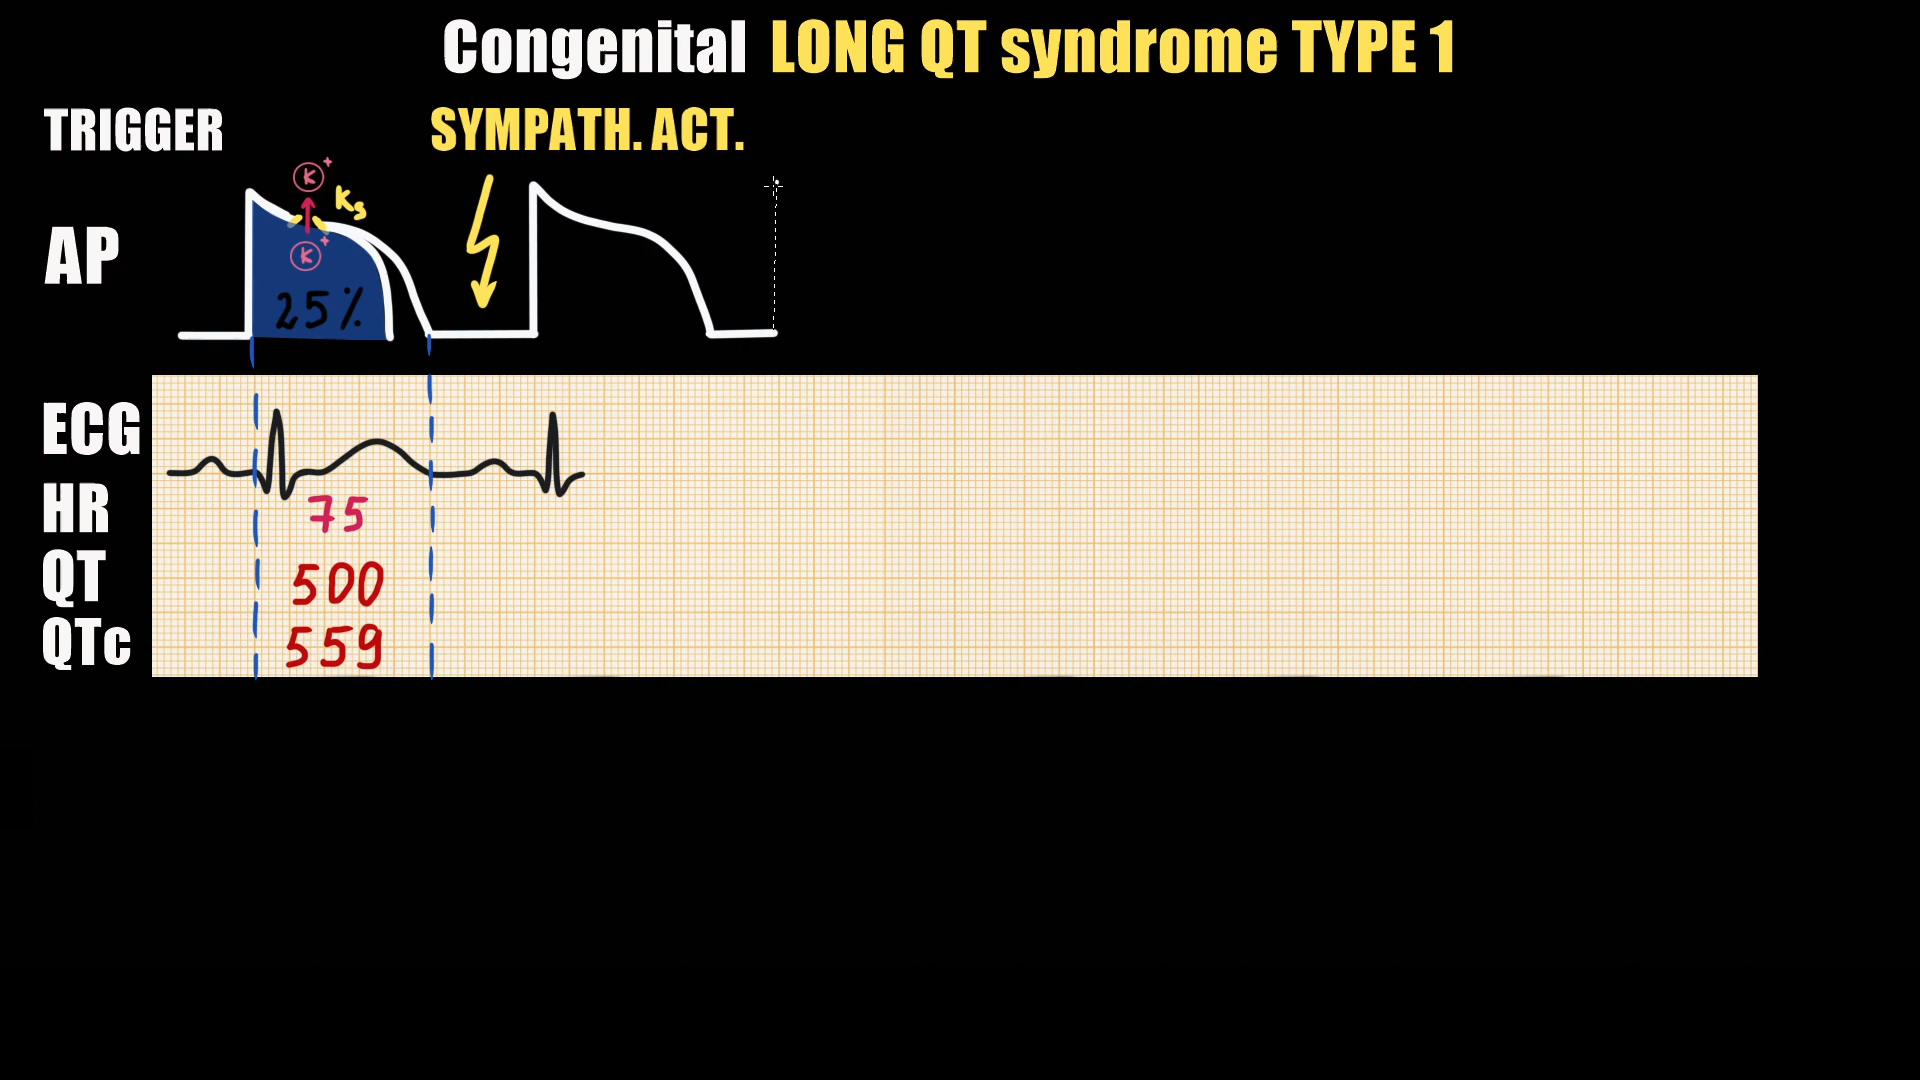 Congenital LONG QT syndrome TYPE 1
TRIGGER SYMPATH. ACT.
K+
Ks
AP
K+
25%
ECG
HR 75
QT 500
QTc 559